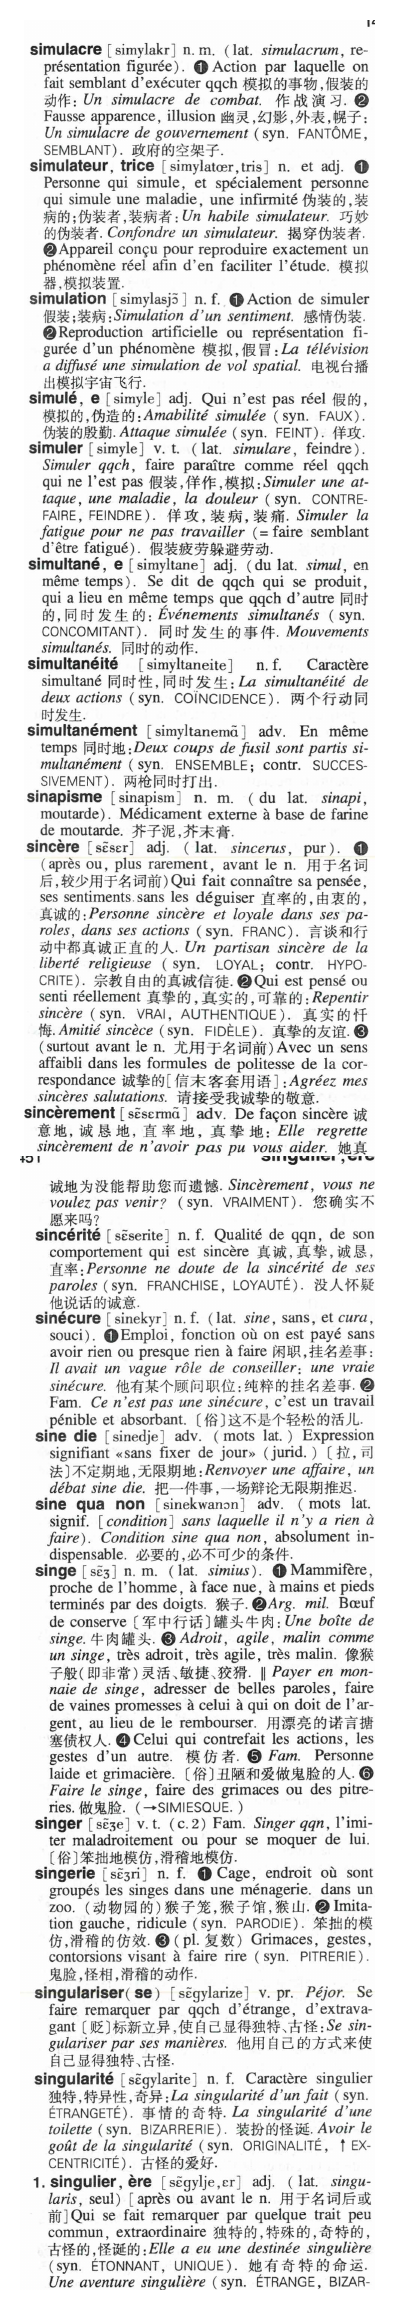 simulacre [simylakr] n. m. (lat. simulacrum, re-
présentation figurée). ❶ Action par laquelle on
fait semblant d'exécuter qqch 模拟的事物,假装的
动作: Un simulacre de combat. 作战演习. ❷
Fausse apparence, illusion 幽灵,幻影,外表,幌子:
Un simulacre de gouvernement (syn. FANTÔME,
SEMBLANT). 政府的空架子.
simulateur, trice [simylatœr,tris] n. et adj. ❶
Personne qui simule, et spécialement personne
qui simule une maladie, une infirmité 伪装的,装
病的;伪装者,装病者: Un habile simulateur. 巧妙
的伪装者. Confondre un simulateur. 揭穿伪装者.
❷Appareil conçu pour reproduire exactement un
phénomène réel afin d'en faciliter l'étude. 模拟
器,模拟装置.
simulation [simylasjɔ̃] n. f. ❶Action de simuler
假装;装病:Simulation d'un sentiment. 感情伪装.
❷Reproduction artificielle ou représentation fi-
gurée d'un phénomène 模拟,假冒:La télévision
a diffusé une simulation de vol spatial. 电视台播
出模拟宇宙飞行.
simulé, e [simyle] adj. Qui n'est pas réel 假的,
模拟的,伪造的:Amabilité simulée (syn. FAUX).
伪装的殷勤. Attaque simulée (syn. FEINT). 佯攻.
simuler [simyle] v. t. (lat. simulare, feindre).
Simuler qqch, faire paraître comme réel qqch
qui ne l'est pas 假装,佯作,模拟:Simuler une at-
taque, une maladie, la douleur (syn. CONTRE-
FAIRE, FEINDRE). 佯攻,装病,装痛. Simuler la
fatigue pour ne pas travailler (= faire semblant
d'être fatigué). 假装疲劳躲避劳动.
simultané, e [simyltane] adj. (du lat. simul, en
même temps). Se dit de qqch qui se produit,
qui a lieu en même temps que qqch d'autre 同时
的,同时发生的: Événements simultanés (syn.
CONCOMITANT). 同时发生的事件. Mouvements
simultanés. 同时的动作.
simultanéité [simyltaneite] n. f. Caractère
simultané 同时性,同时发生: La simultanéité de
deux actions (syn. COÏNCIDENCE). 两个行动同
时发生.
simultanément [simyltanemɑ̃] adv. En même
temps 同时地:Deux coups de fusil sont partis si-
multanément (syn. ENSEMBLE; contr. SUCCES-
SIVEMENT). 两枪同时打出.
sinapisme [sinapism] n. m. (du lat. sinapi,
moutarde). Médicament externe à base de farine
de moutarde. 芥子泥,芥末膏.
sincère [sɛ̃sɛr] adj. (lat. sincerus, pur). ❶
(après ou, plus rarement, avant le n. 用于名词
后,较少用于名词前)Qui fait connaître sa pensée,
ses sentiments sans les déguiser 直率的,由衷的,
真诚的: Personne sincère et loyale dans ses pa-
roles, dans ses actions (syn. FRANC). 言谈和行
动中都真诚正直的人. Un partisan sincère de la
liberté religieuse (syn. LOYAL; contr. HYPO-
CRITE). 宗教自由的真诚信徒. ❷Qui est pensé ou
senti réellement 真挚的,真实的,可靠的:Repentir
sincère (syn. VRAI, AUTHENTIQUE). 真实的忏
悔. Amitié sincèce (syn. FIDÈLE). 真挚的友谊. ❸
(surtout avant le n. 尤用于名词前)Avec un sens
affaibli dans les formules de politesse de la cor-
respondance 诚挚的[信末客套用语]:Agréez mes
sincères salutations. 请接受我诚挚的敬意.
sincèrement [sɛ̃sɛrmɑ̃] adv. De façon sincère 诚
意地, 诚恳地, 直率地, 真挚地: Elle regrette
sincèrement de n'avoir pas pu vous aider. 她真
451 singulier,ère
诚地为没能帮助您而遗憾. Sincèrement, vous ne
voulez pas venir? (syn. VRAIMENT). 您确实不
愿来吗?
sincérité [sɛ̃serite] n. f. Qualité de qqn, de son
comportement qui est sincère 真诚,真挚,诚恳,
直率:Personne ne doute de la sincérité de ses
paroles (syn. FRANCHISE, LOYAUTÉ). 没人怀疑
他说话的诚意.
sinécure [sinekyr] n. f. (lat. sine, sans, et cura,
souci). ❶Emploi, fonction où on est payé sans
avoir rien ou presque rien à faire 闲职,挂名差事:
Il avait un vague rôle de conseiller: une vraie
sinécure. 他有某个顾问职位:纯粹的挂名差事. ❷
Fam. Ce n'est pas une sinécure, c'est un travail
pénible et absorbant. [俗]这不是个轻松的活儿.
sine die [sinedje] adv. (mots lat.) Expression
signifiant «sans fixer de jour» (jurid.) [拉,司
法]不定期地,无限期地:Renvoyer une affaire, un
débat sine die. 把一件事,一场辩论无限期推迟.
sine qua non [sinekwanɔn] adv. (mots lat.
signif. [condition] sans laquelle il n'y a rien à
faire). Condition sine qua non, absolument in-
dispensable. 必要的,必不可少的条件.
singe [sɛ̃ʒ] n. m. (lat. simius). ❶Mammifère,
proche de l'homme, à face nue, à mains et pieds
terminés par des doigts. 猴子. ❷Arg. mil. Bœuf
de conserve [军中行话]罐头牛肉: Une boîte de
singe. 牛肉罐头. ❸ Adroit, agile, malin comme
un singe, très adroit, très agile, très malin. 像猴
子般(即非常)灵活、敏捷、狡猾. ‖ Payer en mon-
naie de singe, adresser de belles paroles, faire
de vaines promesses à celui à qui on doit de l'ar-
gent, au lieu de le rembourser. 用漂亮的诺言搪
塞债权人. ❹ Celui qui contrefait les actions, les
gestes d'un autre. 模仿者. ❺ Fam. Personne
laide et grimacière. [俗]丑陋和爱做鬼脸的人. ❻
Faire le singe, faire des grimaces ou des pitre-
ries. 做鬼脸. (→SIMIESQUE.)
singer [sɛ̃ʒe] v. t. (c. 2) Fam. Singer qqn, l'imi-
ter maladroitement ou pour se moquer de lui.
[俗]笨拙地模仿,滑稽地模仿.
singerie [sɛ̃ʒri] n. f. ❶ Cage, endroit où sont
groupés les singes dans une ménagerie. dans un
zoo. (动物园的)猴子笼,猴子馆,猴山. ❷ Imita-
tion gauche, ridicule (syn. PARODIE). 笨拙的模
仿,滑稽的仿效. ❸ (pl. 复数) Grimaces, gestes,
contorsions visant à faire rire (syn. PITRERIE).
鬼脸,怪相,滑稽的动作.
singulariser(se) [sɛ̃gylarize] v. pr. Péjor. Se
faire remarquer par qqch d'étrange, d'extrava-
gant [贬]标新立异,使自己显得独特、古怪:Se sin-
gulariser par ses manières. 他用自己的方式来使
自己显得独特、古怪.
singularité [sɛ̃gylarite] n. f. Caractère singulier
独特,特异性,奇异:La singularité d'un fait (syn.
ÉTRANGETÉ). 事情的奇特. La singularité d'une
toilette (syn. BIZARRERIE). 装扮的怪诞. Avoir le
goût de la singularité (syn. ORIGINALITÉ, ↑ EX-
CENTRICITÉ). 古怪的爱好.
1. singulier, ère [sɛ̃gylje,ɛr] adj. (lat. singu-
laris, seul) [après ou avant le n. 用于名词后或
前]Qui se fait remarquer par quelque trait peu
commun, extraordinaire 独特的,特殊的,奇特的,
古怪的,怪诞的:Elle a eu une destinée singulière
(syn. ÉTONNANT, UNIQUE). 她有奇特的命运.
Une aventure singulière (syn. ÉTRANGE, BIZAR-